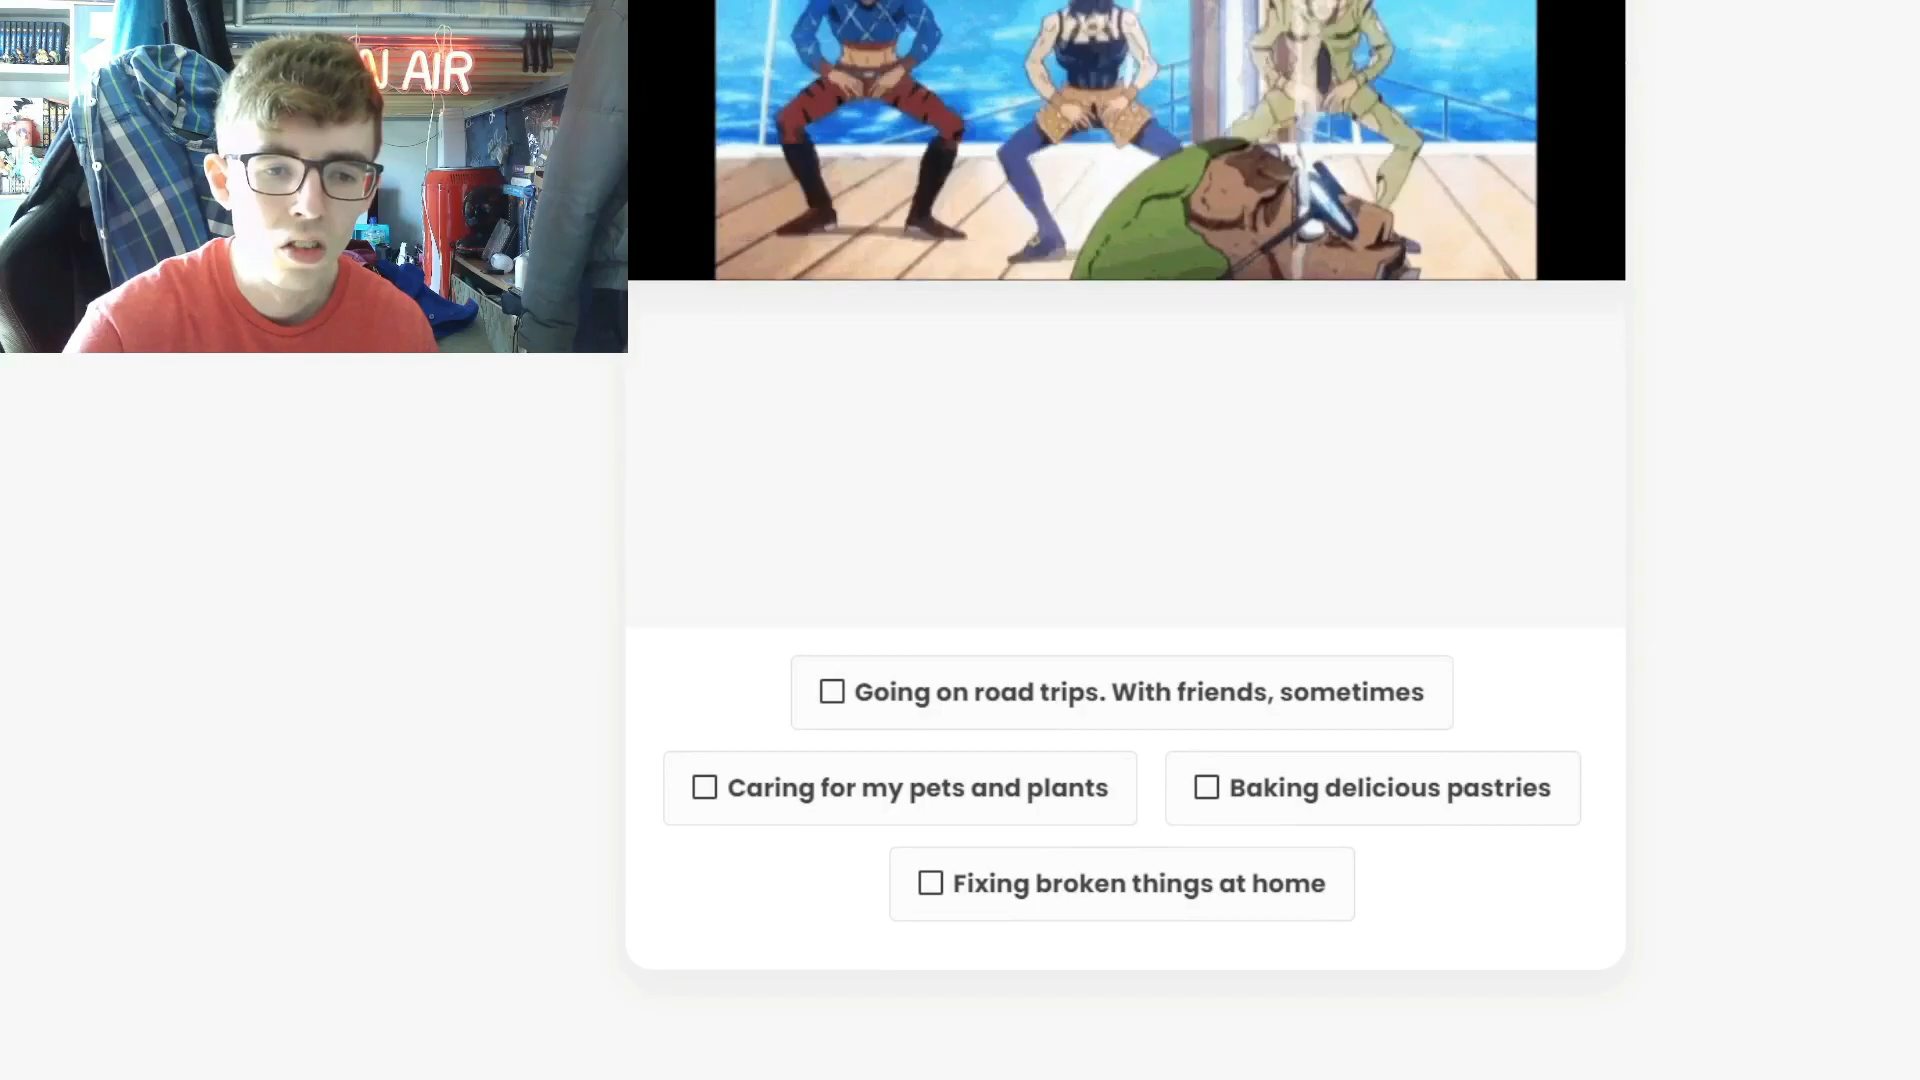 N AIR
Going on road trips. With friends, sometimes
Caring for my pets and plants
Baking delicious pastries
Fixing broken things at home